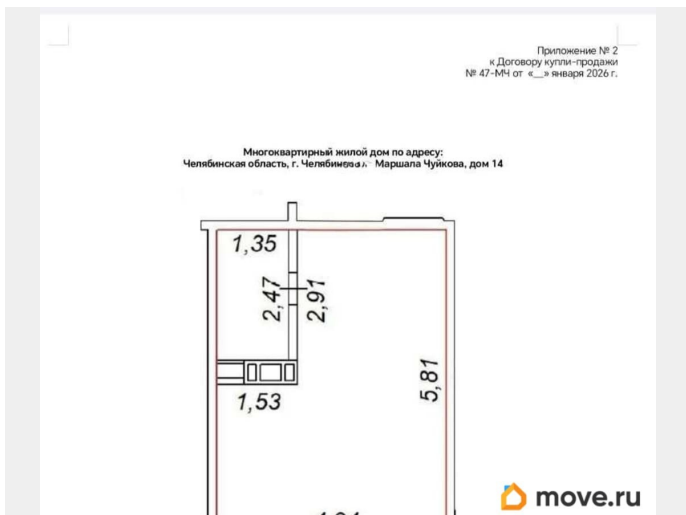 Приложение № 2
к Договору купли-продажи
№ 47-МЧ от «__» января 2026 г.
Многоквартирный жилой дом по адресу:
Челябинская область, г. Маршала Чуйкова, дом 14
1,35
2,47
2,91
5,81
1,53
move.ru